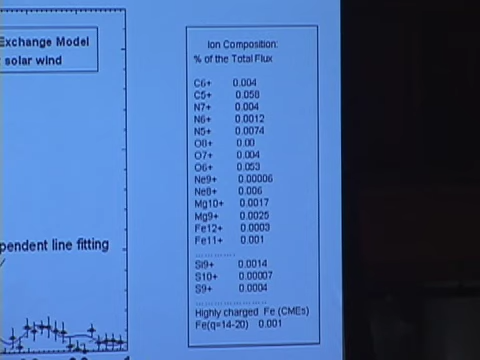 Exchange Model
solar wind
pendent line fitting
Ion Composition:
% of the Total Flux
C6+ 0.004
C5+ 0.058
N7+ 0.004
N6+ 0.0012
N5+ 0.0074
O8+ 0.00
O7+ 0.004
O6+ 0.053
Ne9+ 0.00006
Ne8+ 0.006
Mg10+ 0.0017
Mg9+ 0.0025
Fe12+ 0.0003
Fe11+ 0.001
................
Si9+ 0.0014
S10+ 0.00007
S9+ 0.0004
................
Highly charged Fe (CMEs)
Fe(q=14-20) 0.001